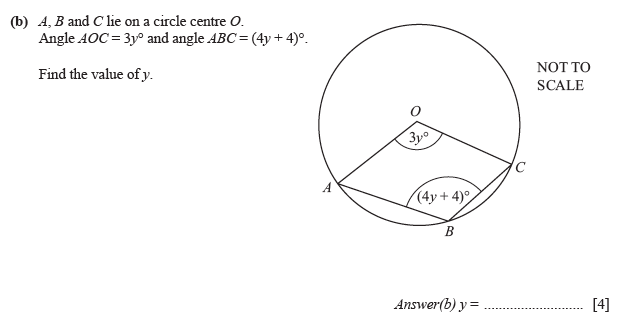 (b) A, B and C lie on a circle centre O.
Angle AOC = 3y° and angle ABC = (4y + 4)°.
Find the value of y.
NOT TO
SCALE
O
3y°
C
A
(4y + 4)°
B
Answer(b) y = .......................... [4]